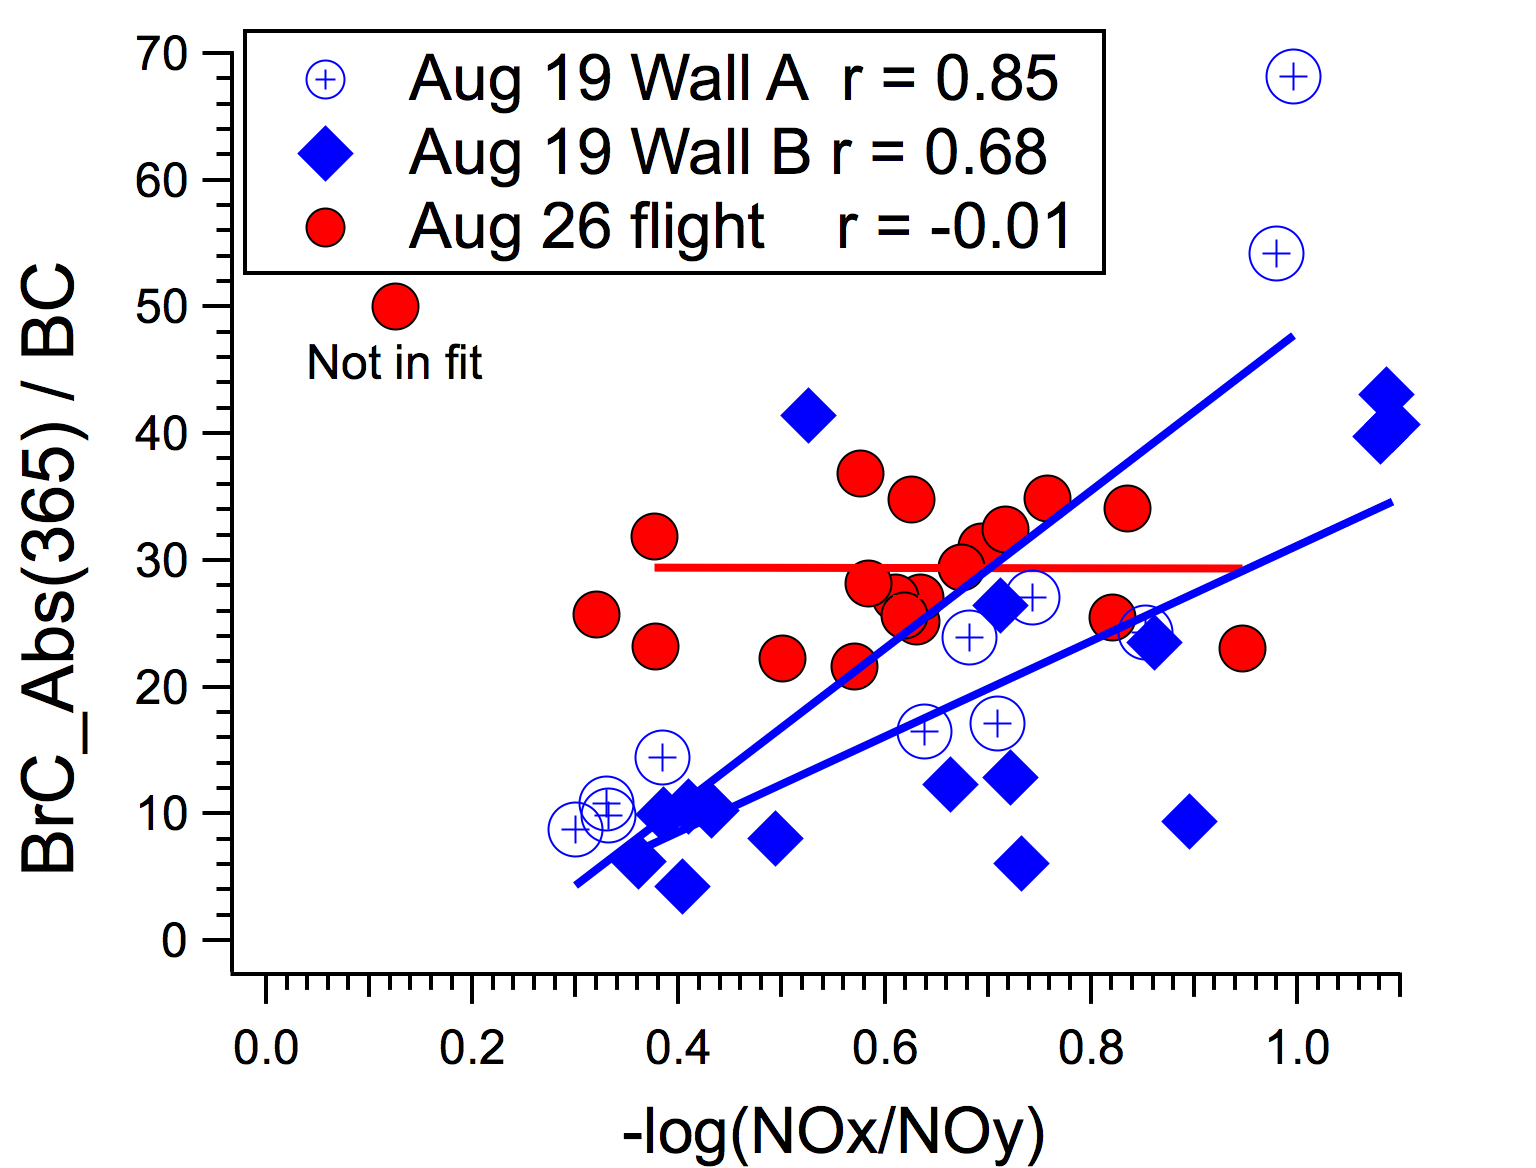 Aug 19 Wall A r = 0.85
Aug 19 Wall B r = 0.68
Aug 26 flight r = -0.01
Not in fit
BrC_Abs(365) / BC
70
60
50
40
30
20
10
0
0.0 0.2 0.4 0.6 0.8 1.0
-log(NOx/NOy)